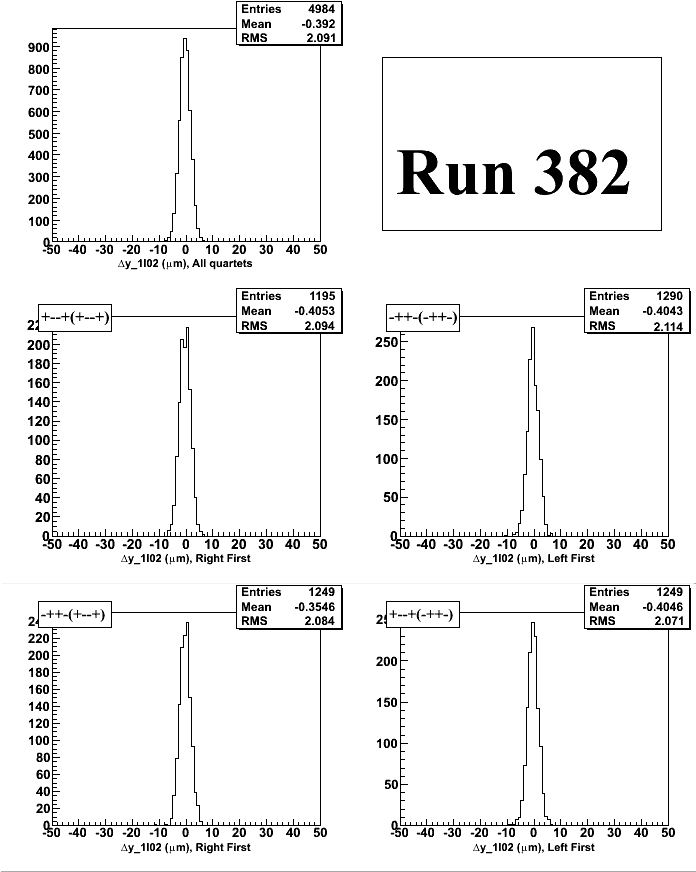 Entries 4984
Mean -0.392
RMS 2.091
900
800
700
600
500
400
300
200
100
0
-50 -40 -30 -20 -10 0 10 20 30 40 50
Δy_1I02 (μm), All quartets
Run 382
+--+(+--+)
Entries 1195
Mean -0.4053
RMS 2.094
200
180
160
140
120
100
80
60
40
20
0
-50 -40 -30 -20 -10 0 10 20 30 40 50
Δy_1I02 (μm), Right First
-++-(-++-)
Entries 1290
Mean -0.4043
RMS 2.114
250
200
150
100
50
0
-50 -40 -30 -20 -10 0 10 20 30 40 50
Δy_1I02 (μm), Left First
-++-(+--+)
Entries 1249
Mean -0.3546
RMS 2.084
220
200
180
160
140
120
100
80
60
40
20
0
-50 -40 -30 -20 -10 0 10 20 30 40 50
Δy_1I02 (μm), Right First
+--+(-++-)
Entries 1249
Mean -0.4046
RMS 2.071
200
150
100
50
0
-50 -40 -30 -20 -10 0 10 20 30 40 50
Δy_1I02 (μm), Left First